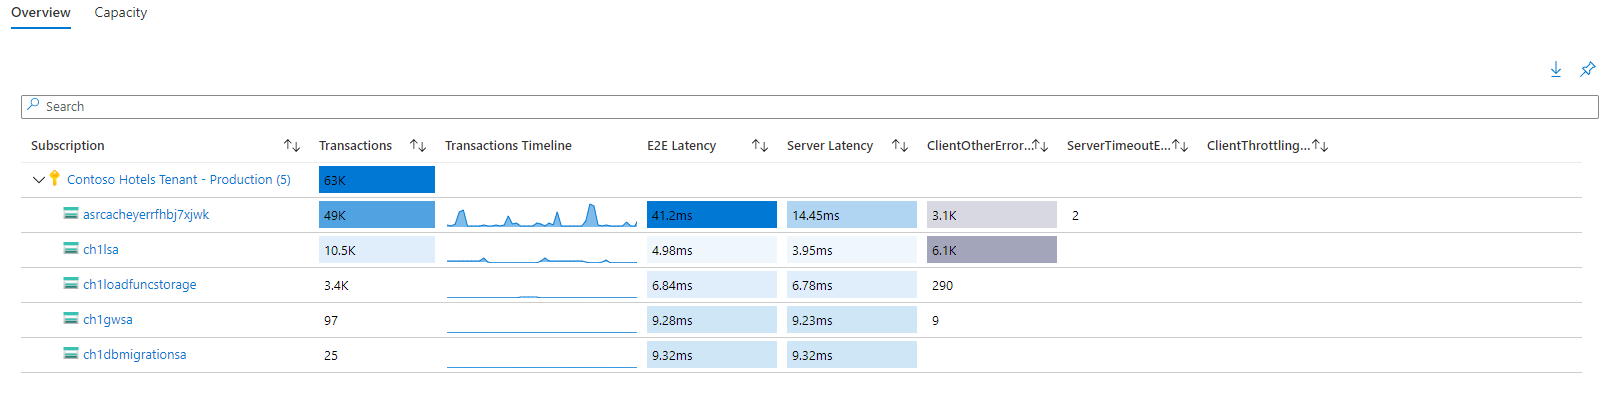 Overview Capacity
Search
Subscription Transactions Transactions Timeline E2E Latency Server Latency ClientOtherError... ServerTimeoutE... ClientThrottling...
Contoso Hotels Tenant - Production (5) 63K
asrcacheyerrfhbj7xjwk 49K 41.2ms 14.45ms 3.1K 2
ch1lsa 10.5K 4.98ms 3.95ms 6.1K
ch1loadfuncstorage 3.4K 6.84ms 6.78ms 290
ch1gwsa 97 9.28ms 9.23ms 9
ch1dbmigrationsa 25 9.32ms 9.32ms